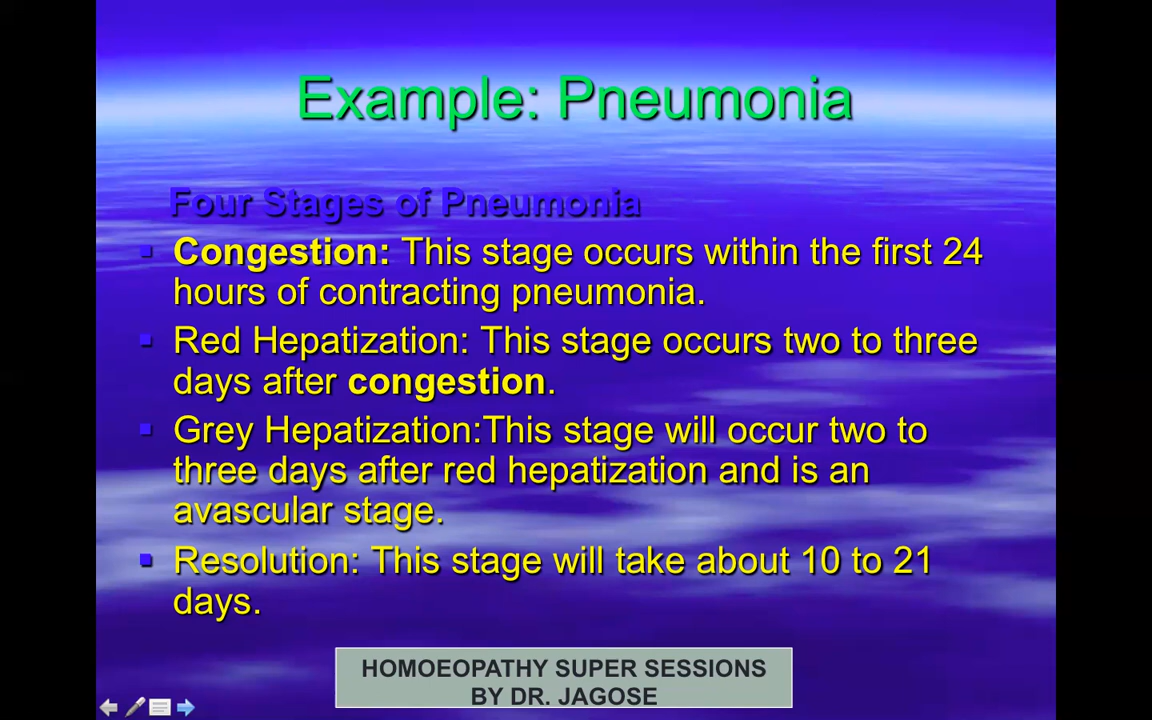 Example: Pneumonia
Four Stages of Pneumonia
Congestion: This stage occurs within the first 24
hours of contracting pneumonia.
Red Hepatization: This stage occurs two to three
days after congestion.
Grey Hepatization:This stage will occur two to
three days after red hepatization and is an
avascular stage.
Resolution: This stage will take about 10 to 21
days.
HOMOEOPATHY SUPER SESSIONS
BY DR. JAGOSE